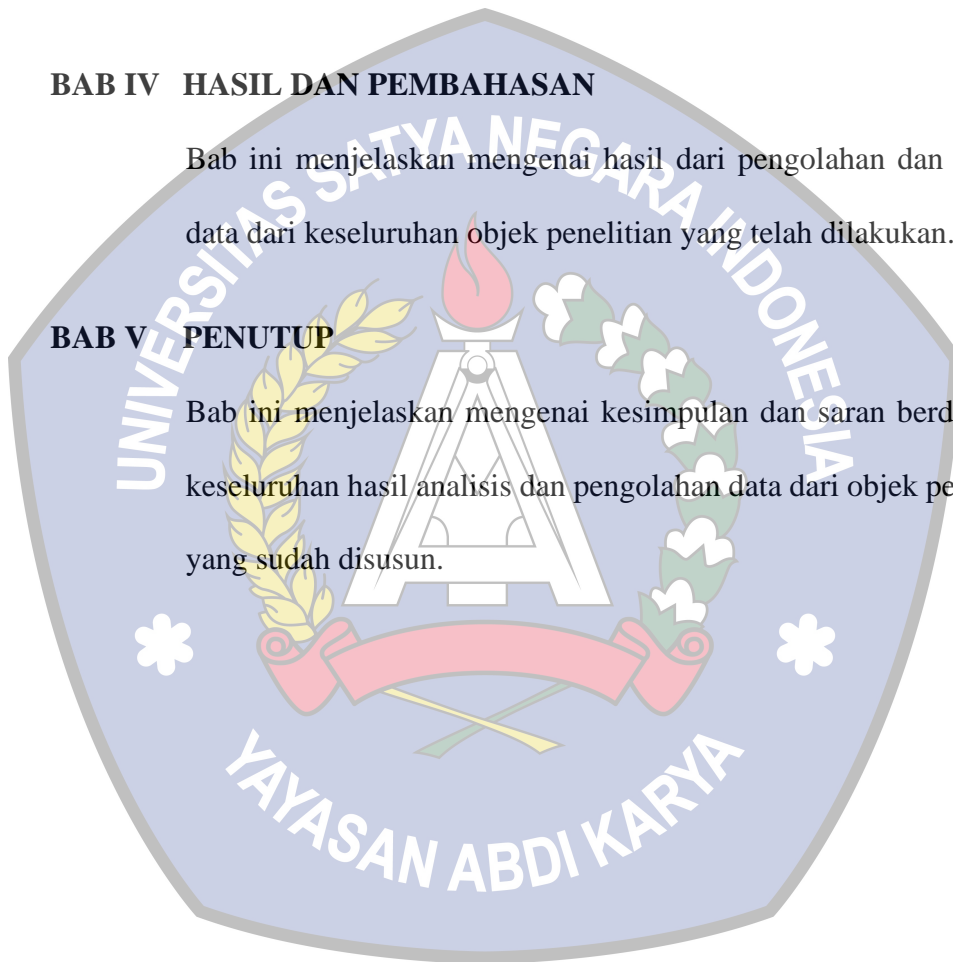 BAB IV HASIL DAN PEMBAHASAN
Bab ini menjelaskan mengenai hasil dari pengolahan dan
data dari keseluruhan objek penelitian yang telah dilakukan.
BAB V PENUTUP
Bab ini menjelaskan mengenai kesimpulan dan saran berd
keseluruhan hasil analisis dan pengolahan data dari objek pe
yang sudah disusun.
UNIVERSITAS SATYA NEGARA INDONESIA
YAYASAN ABDI KARYA